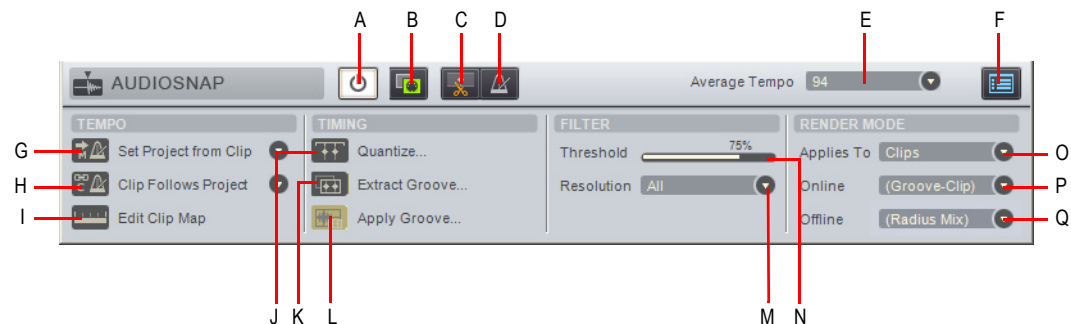 A B C D E F
AUDIOSNAP Average Tempo 94
TEMPO TIMING FILTER RENDER MODE
G Set Project from Clip Quantize... Threshold 75% Applies To Clips O
H Clip Follows Project Extract Groove... Resolution All Online (Groove-Clip) P
I Edit Clip Map Apply Groove... Offline (Radius Mix) Q
J K L M N